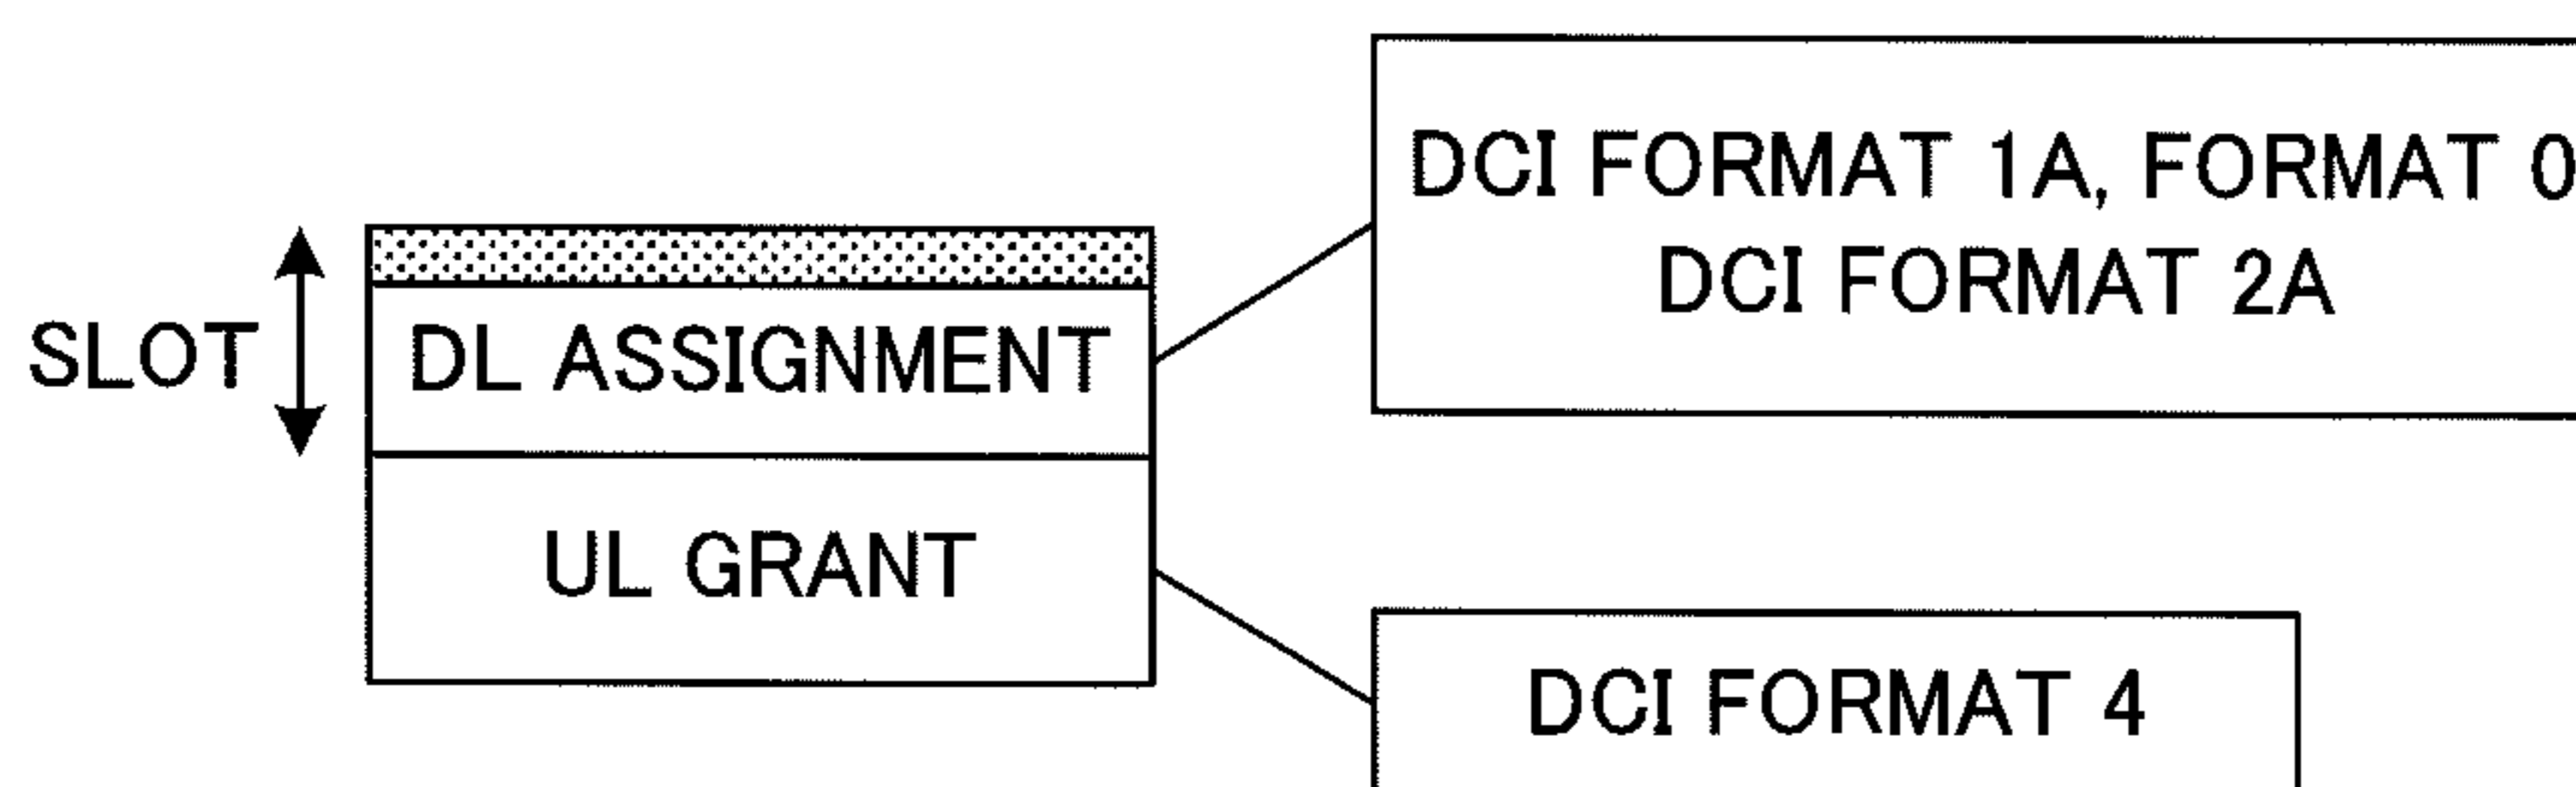 DCI FORMAT 1A, FORMAT 0
DCI FORMAT 2A
SLOT
DL ASSIGNMENT
UL GRANT
DCI FORMAT 4